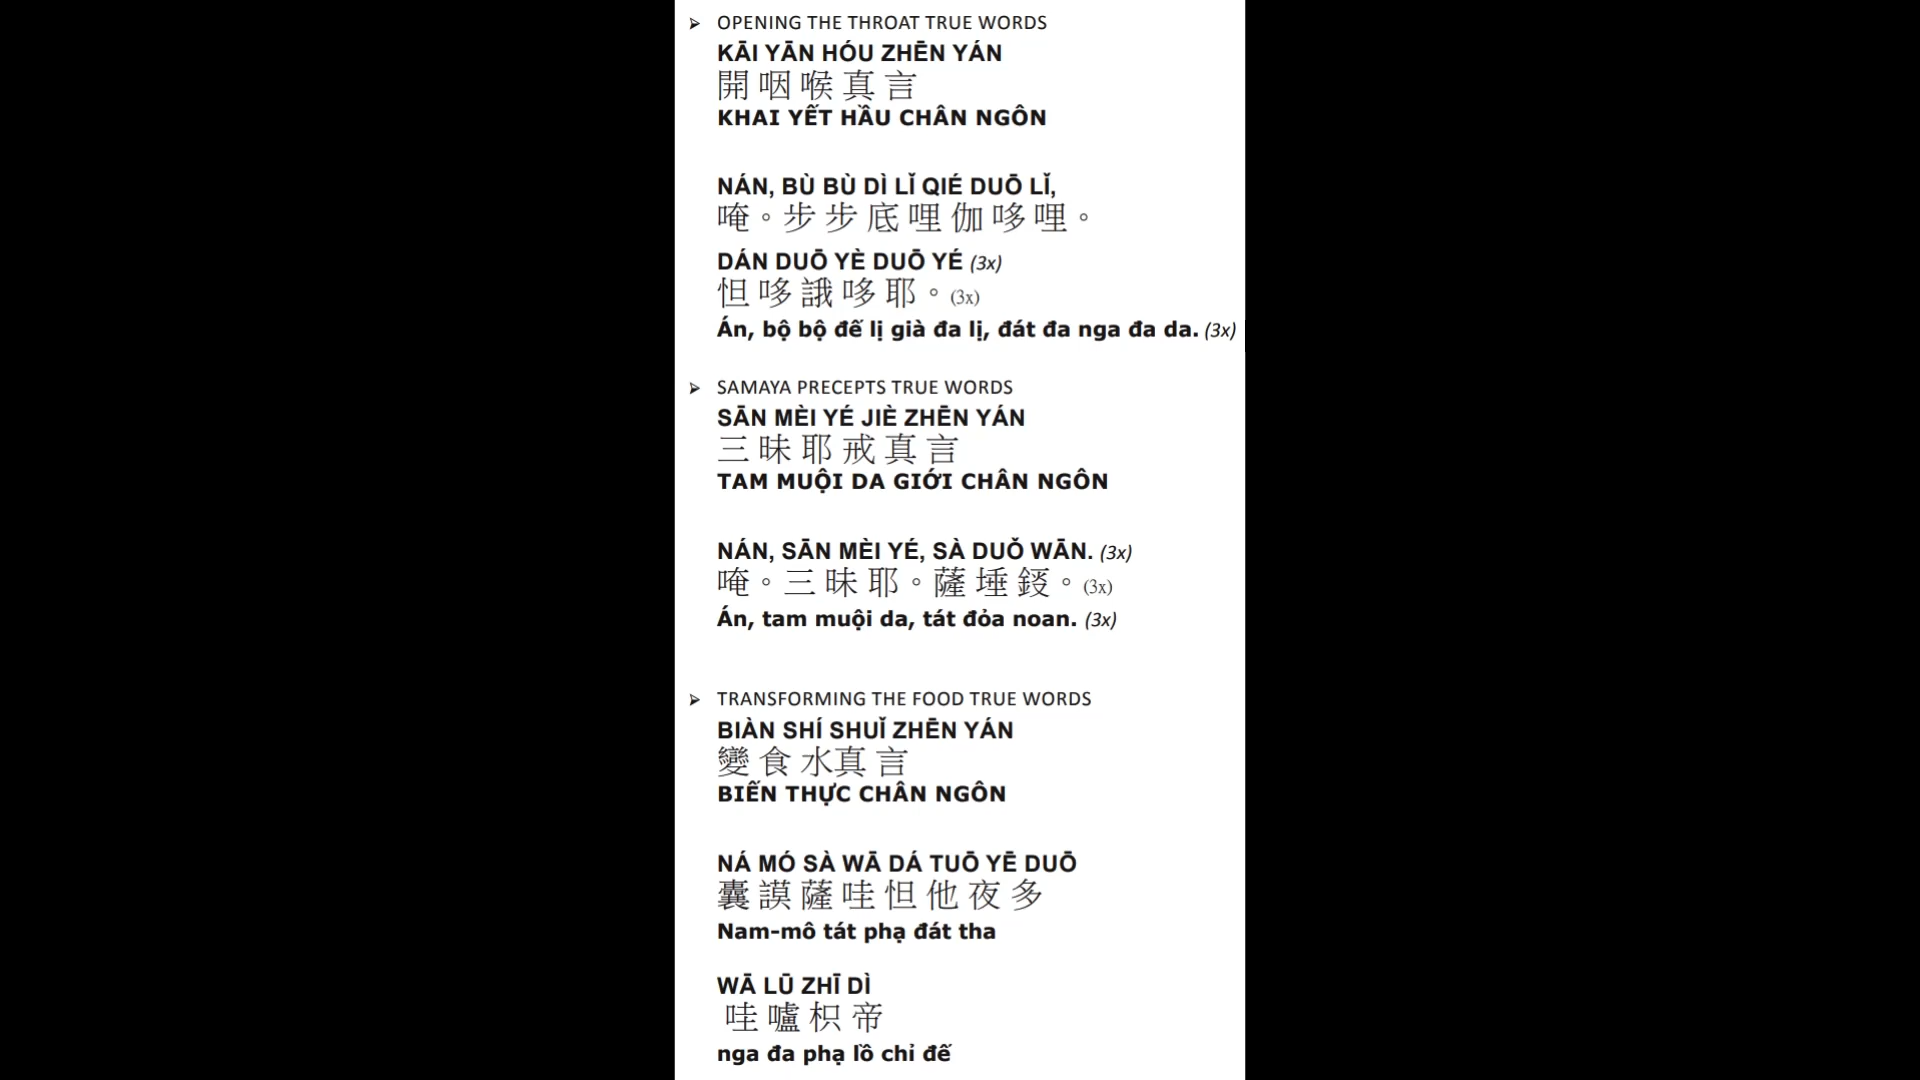 ➢ OPENING THE THROAT TRUE WORDS
KĀI YĀN HÓU ZHĒN YÁN
開 咽 喉 真 言
KHAI YẾT HẦU CHÂN NGÔN
NÁN, BÙ BÙ DÌ LǏ QIÉ DUŌ LǏ,
唵。步 步 底 哩 伽 哆 哩。
DÁN DUŌ YÈ DUŌ YÉ (3x)
怛 哆 誐 哆 耶。(3x)
Án, bộ bộ đế lị già đa lị, đát đa nga đa da. (3x)
➢ SAMAYA PRECEPTS TRUE WORDS
SĀN MÈI YÉ JIÈ ZHĒN YÁN
三 昧 耶 戒 真 言
TAM MUỘI DA GIỚI CHÂN NGÔN
NÁN, SĀN MÈI YÉ, SÀ DUǑ WĀN. (3x)
唵。三 昧 耶。薩 埵 鋄。(3x)
Án, tam muội da, tát đỏa noan. (3x)
➢ TRANSFORMING THE FOOD TRUE WORDS
BIÀN SHÍ SHUǏ ZHĒN YÁN
變 食 水真 言
BIẾN THỰC CHÂN NGÔN
NÁ MÓ SÀ WĀ DÁ TUŌ YĒ DUŌ
囊 謨 薩 哇 怛 他 夜 多
Nam-mô tát phạ đát tha
WĀ LŪ ZHĪ DÌ
哇 嚧 枳 帝
nga đa phạ lồ chỉ đế